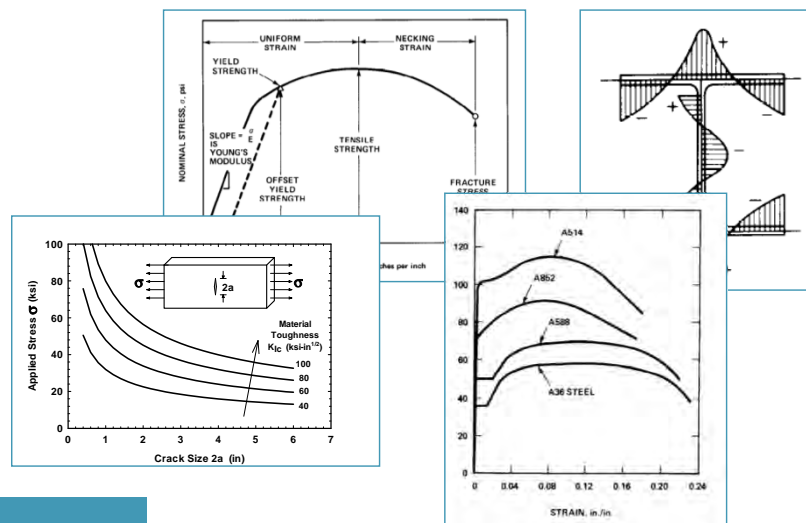 UNIFORM
STRAIN
NECKING
STRAIN
YIELD
STRENGTH
NOMINAL STRESS, σ, psi
SLOPE = σ
E
IS
YOUNG'S
MODULUS
OFFSET
YIELD
STRENGTH
TENSILE
STRENGTH
FRACTURE
STRESS
ches per inch
+
+
−
−
−
−
100
80
60
40
20
0
Applied Stress σ (ksi)
σ
2a
σ
Material
Toughness
KIc (ksi-in1/2)
100
80
60
40
0 1 2 3 4 5 6 7
Crack Size 2a (in)
140
120
100
80
60
40
20
0
A514
A852
A588
A36 STEEL
0 0.04 0.08 0.12 0.16 0.20 0.24
STRAIN, in./in.